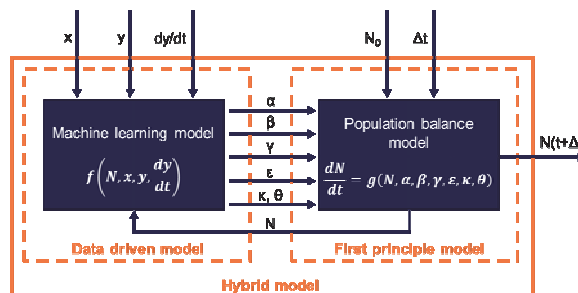 x y dy/dt N₀ Δt
α
β
γ
ε
κ, θ
Machine learning model
f(N, x, y, dy/dt)
Population balance
model
dN/dt = g(N, α, β, γ, ε, κ, θ)
N(t+Δ
N
Data driven model
First principle model
Hybrid model